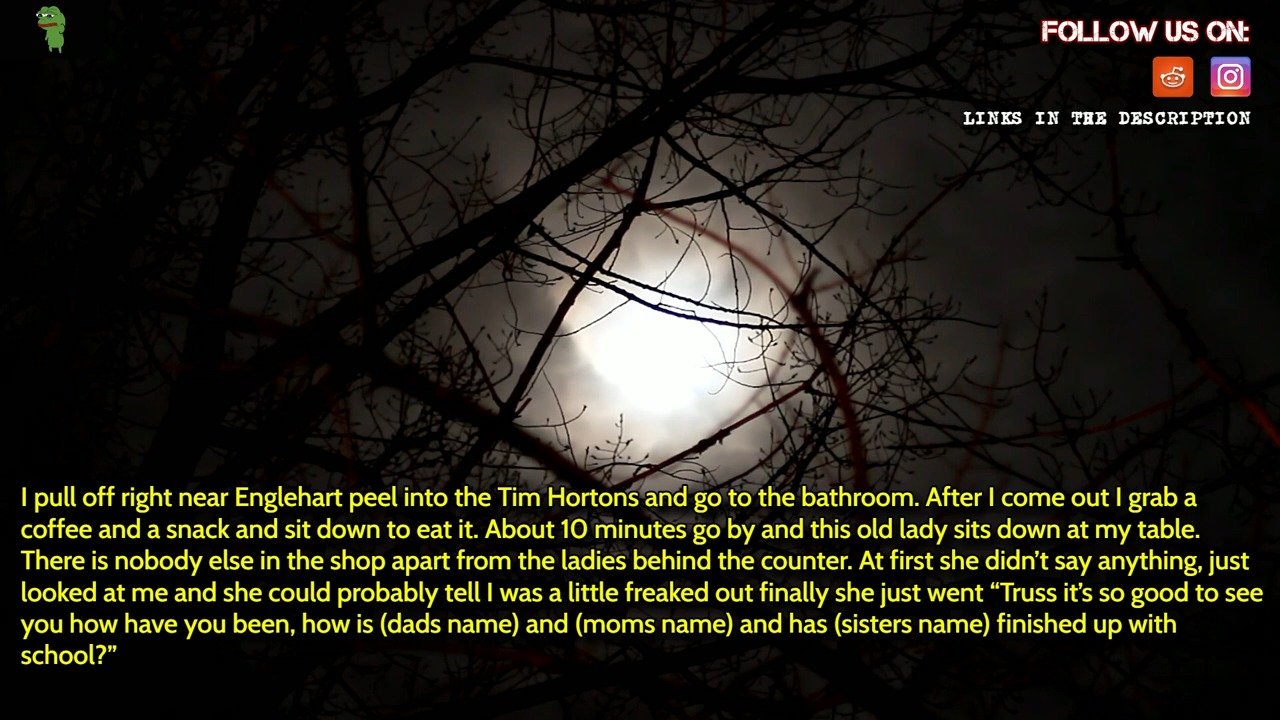 FOLLOW US ON:
LINKS IN THE DESCRIPTION
I pull off right near Englehart peel into the Tim Hortons and go to the bathroom. After I come out I grab a
coffee and a snack and sit down to eat it. About 10 minutes go by and this old lady sits down at my table.
There is nobody else in the shop apart from the ladies behind the counter. At first she didn’t say anything, just
looked at me and she could probably tell I was a little freaked out finally she just went “Truss it’s so good to see
you how have you been, how is (dads name) and (moms name) and has (sisters name) finished up with
school?”